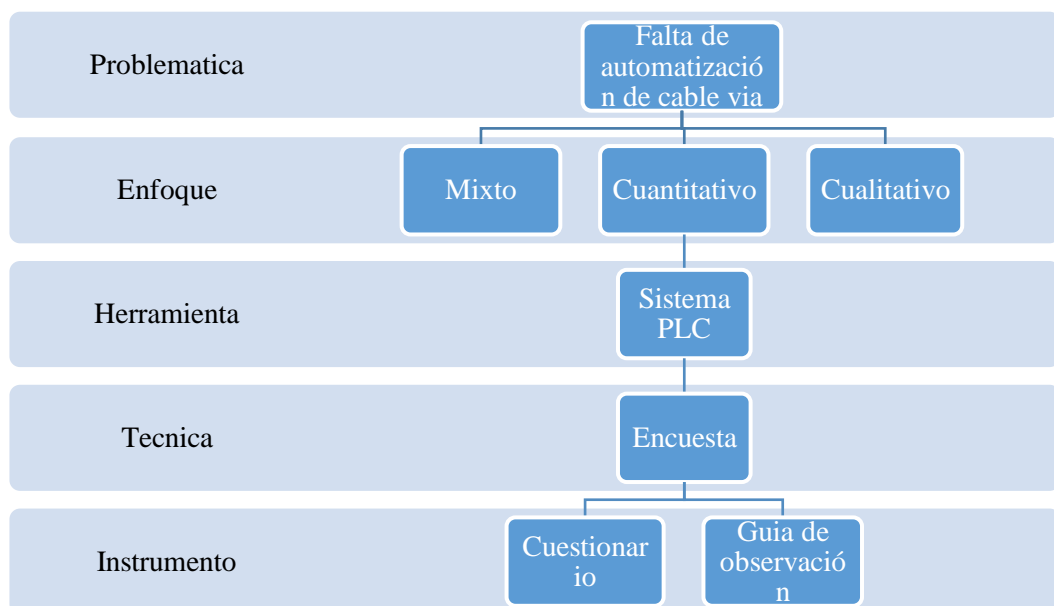 Problematica
Falta de
automatizació
n de cable via
Enfoque
Mixto
Cuantitativo
Cualitativo
Herramienta
Sistema
PLC
Tecnica
Encuesta
Instrumento
Cuestionar
io
Guia de
observació
n